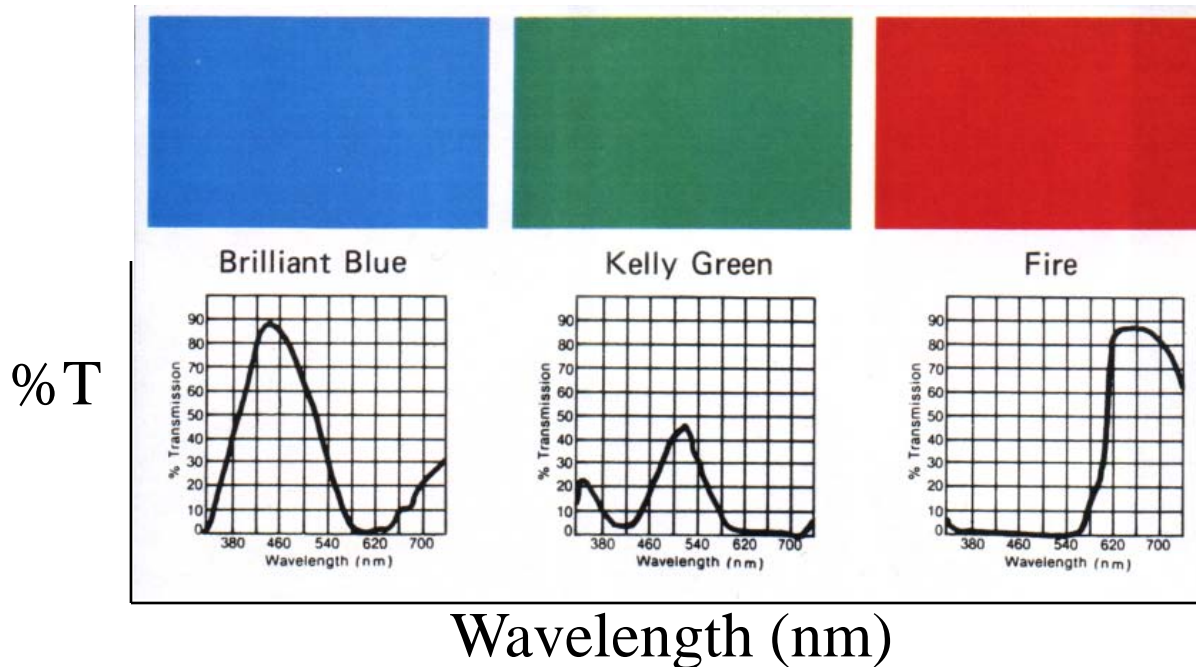 Brilliant Blue
Kelly Green
Fire
%T
% Transmission
90
80
70
60
50
40
30
20
10
0
380 460 540 620 700
Wavelength (nm)
% Transmission
90
80
70
60
50
40
30
20
10
0
380 460 540 620 700
Wavelength (nm)
% Transmission
90
80
70
60
50
40
30
20
10
0
380 460 540 620 700
Wavelength (nm)
Wavelength (nm)